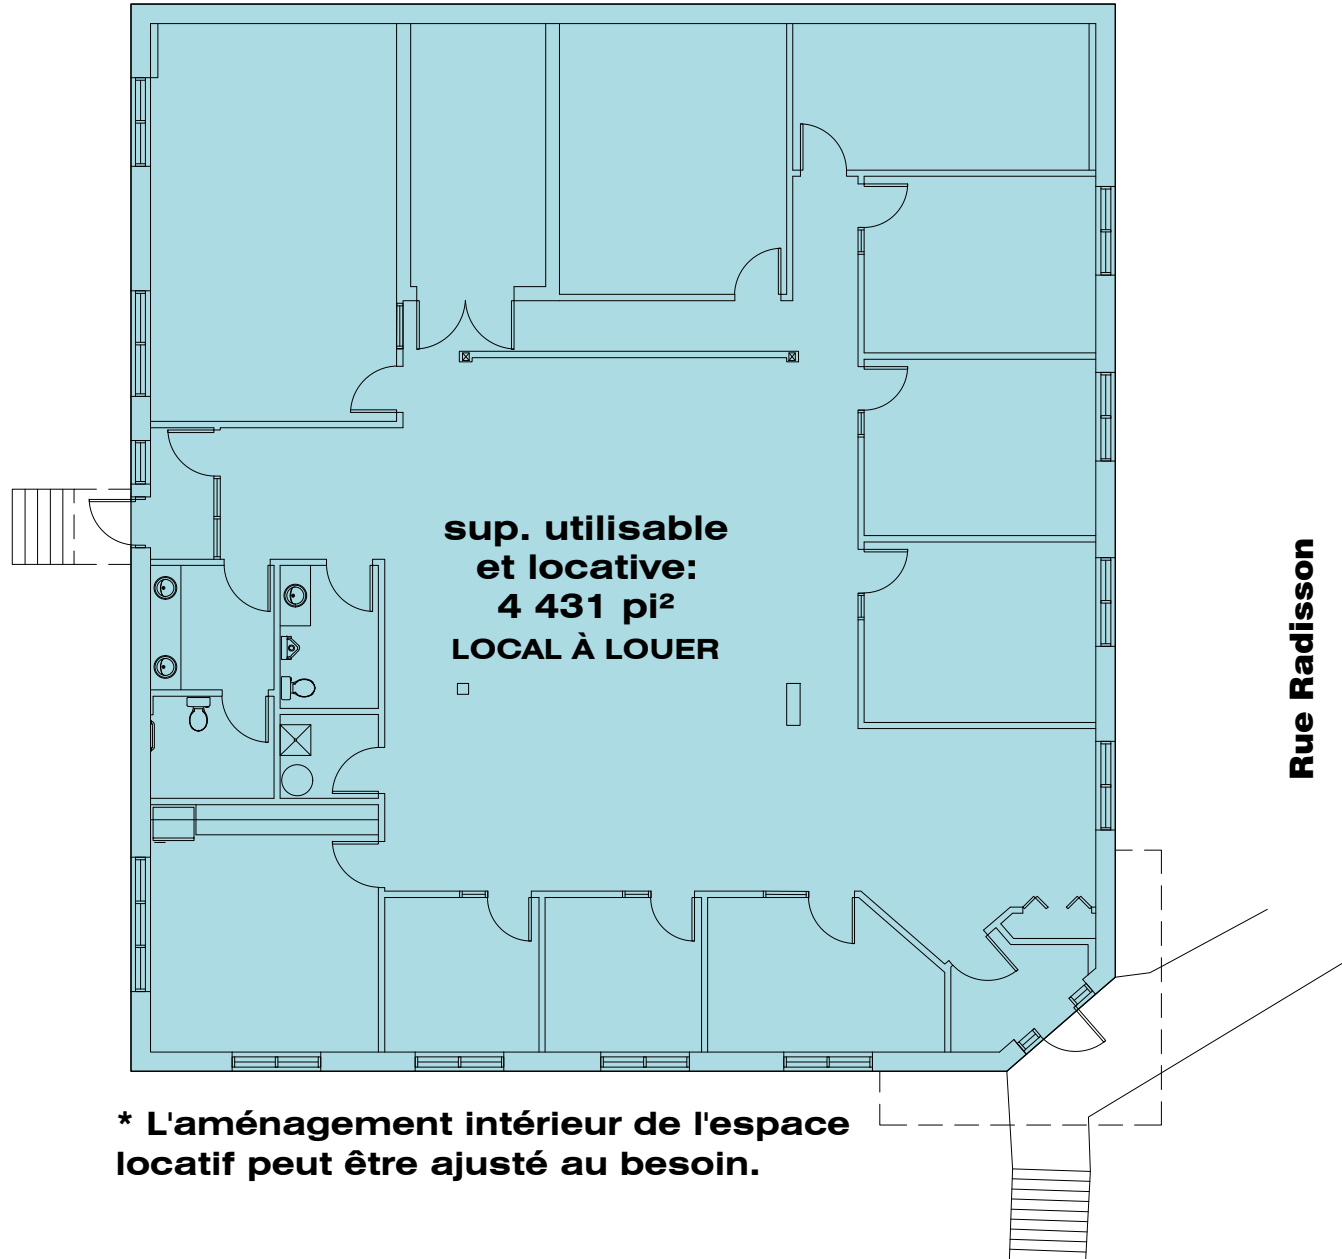 sup. utilisable
et locative:
4 431 pi²
LOCAL À LOUER
Rue Radisson
* L'aménagement intérieur de l'espace
locatif peut être ajusté au besoin.